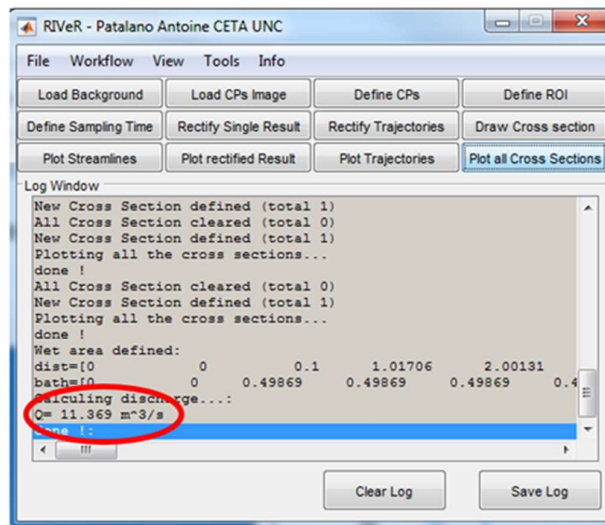 RIVeR - Patalano Antoine CETA UNC
File Workflow View Tools Info
Load Background Load CPs Image Define CPs Define ROI
Define Sampling Time Rectify Single Result Rectify Trajectories Draw Cross section
Plot Streamlines Plot rectified Result Plot Trajectories Plot all Cross Sections
Log Window
New Cross Section defined (total 1)
All Cross Section cleared (total 0)
New Cross Section defined (total 1)
Plotting all the cross sections...
done !
All Cross Section cleared (total 0)
New Cross Section defined (total 1)
Plotting all the cross sections...
done !
Wet area defined:
dist=[0 0 0.1 1.01706 2.00131
bath=[0 0 0.49869 0.49869 0.49869 0.4
Calculing discharge...:
Q= 11.369 m^3/s
done !:
Clear Log Save Log